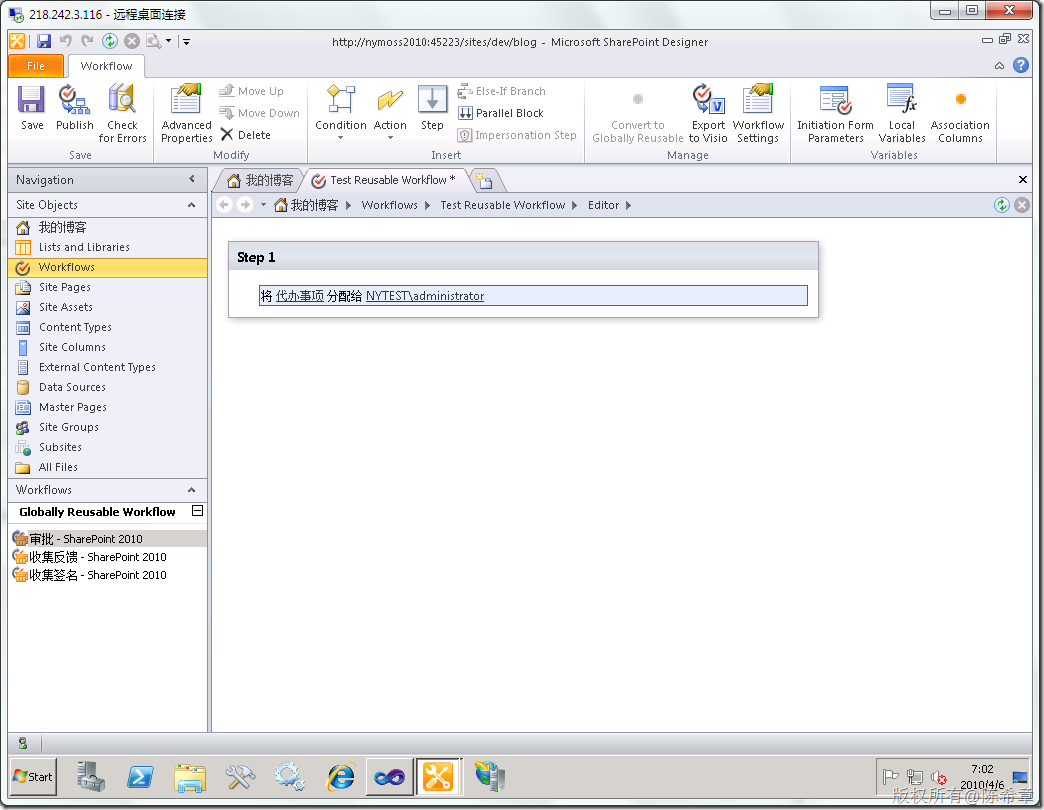 218.242.3.116 - 远程桌面连接
http://nymoss2010:45223/sites/dev/blog - Microsoft SharePoint Designer
File Workflow
Save Publish Check for Errors
Save
Advanced Properties Move Up Move Down Delete
Modify
Condition Action Step Else-If Branch Parallel Block Impersonation Step
Insert
Convert to Globally Reusable Export to Visio Workflow Settings
Manage
Initiation Form Parameters Local Variables Association Columns
Variables
Navigation
我的博客 Test Reusable Workflow *
我的博客 Workflows Test Reusable Workflow Editor
Site Objects
我的博客
Lists and Libraries
Workflows
Site Pages
Site Assets
Content Types
Site Columns
External Content Types
Data Sources
Master Pages
Site Groups
Subsites
All Files
Workflows
Globally Reusable Workflow
审批 - SharePoint 2010
收集反馈 - SharePoint 2010
收集签名 - SharePoint 2010
Step 1
将 代办事项 分配给 NYTEST\administrator
Start
7:02
2010/4/6
版权所有@陈希章